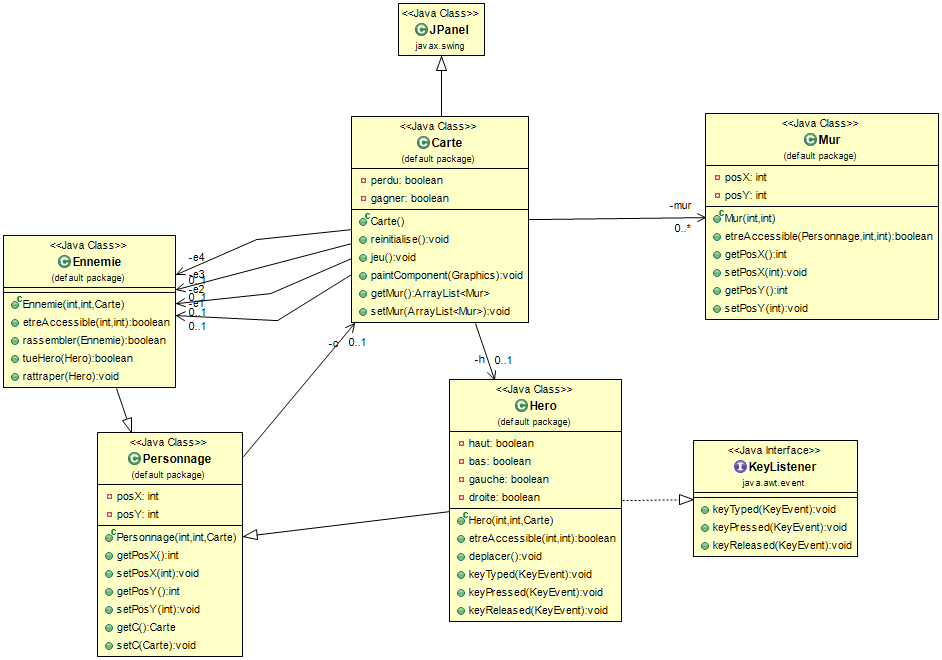 <<Java Class>>
JPanel
javax.swing
<<Java Class>>
Carte
(default package)
perdu: boolean
gagner: boolean
Carte()
reinitialise():void
jeu():void
paintComponent(Graphics):void
getMur():ArrayList<Mur>
setMur(ArrayList<Mur>):void
<<Java Class>>
Mur
(default package)
posX: int
posY: int
Mur(int,int)
etreAccessible(Personnage,int,int):boolean
getPosX():int
setPosX(int):void
getPosY():int
setPosY(int):void
-mur
0..*
<<Java Class>>
Ennemie
(default package)
Ennemie(int,int,Carte)
etreAccessible(int,int):boolean
rassembler(Ennemie):boolean
tueHero(Hero):boolean
rattraper(Hero):void
-e4
-e3
0..1
-e2
0..1
-e1
0..1
0..1
-c 0..1
-h 0..1
<<Java Class>>
Hero
(default package)
haut: boolean
bas: boolean
gauche: boolean
droite: boolean
Hero(int,int,Carte)
etreAccessible(int,int):boolean
deplacer():void
keyTyped(KeyEvent):void
keyPressed(KeyEvent):void
keyReleased(KeyEvent):void
<<Java Interface>>
KeyListener
java.awt.event
keyTyped(KeyEvent):void
keyPressed(KeyEvent):void
keyReleased(KeyEvent):void
<<Java Class>>
Personnage
(default package)
posX: int
posY: int
Personnage(int,int,Carte)
getPosX():int
setPosX(int):void
getPosY():int
setPosY(int):void
getC():Carte
setC(Carte):void